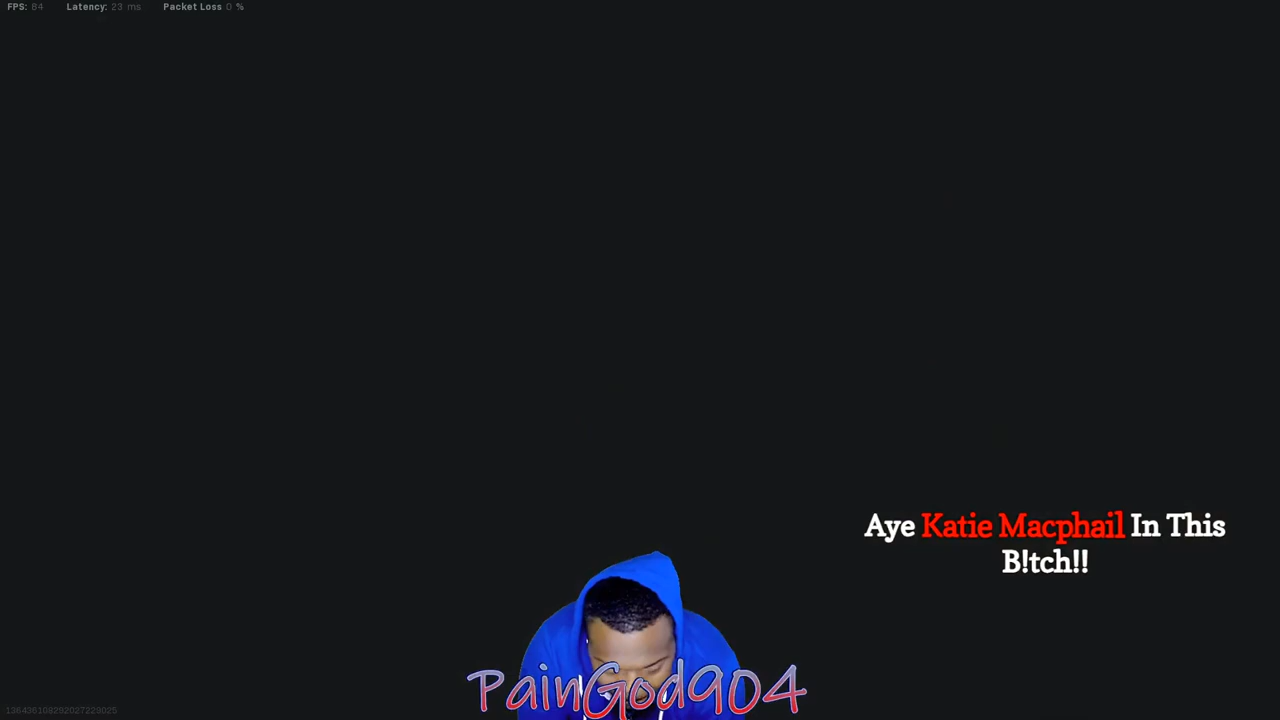 FPS: 84 Latency: 23 ms Packet Loss 0 %
Aye Katie Macphail In This
B!tch!!
PainGod904